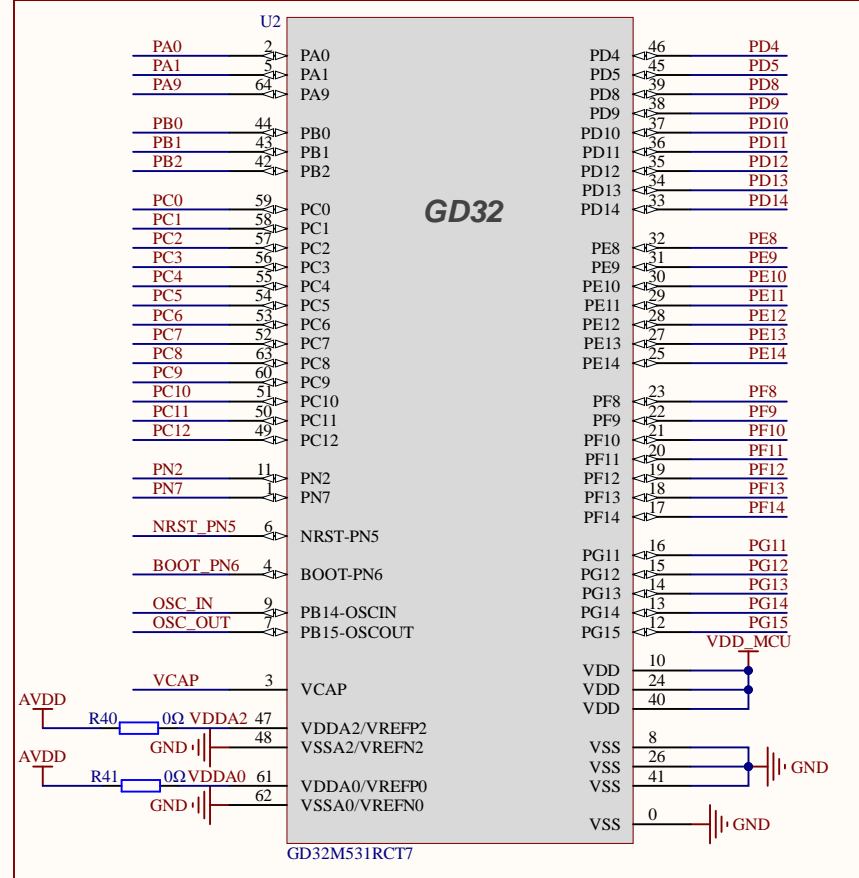 U2
PA0 2 PA0 PD4 46 PD4
PA1 5 PA1 PD5 45 PD5
PA9 64 PA9 PD8 39 PD8
PD9 38 PD9
PB0 44 PB0 PD10 37 PD10
PB1 43 PB1 PD11 36 PD11
PB2 42 PB2 PD12 35 PD12
PD13 34 PD13
PC0 59 PC0 GD32 PD14 33 PD14
PC1 58 PC1
PC2 57 PC2 PE8 32 PE8
PC3 56 PC3 PE9 31 PE9
PC4 55 PC4 PE10 30 PE10
PC5 54 PC5 PE11 29 PE11
PC6 53 PC6 PE12 28 PE12
PC7 52 PC7 PE13 27 PE13
PC8 63 PC8 PE14 25 PE14
PC9 60 PC9
PC10 51 PC10 PF8 23 PF8
PC11 50 PC11 PF9 22 PF9
PC12 49 PC12 PF10 21 PF10
PF11 20 PF11
PN2 11 PN2 PF12 19 PF12
PN7 1 PN7 PF13 18 PF13
PF14 17 PF14
NRST_PN5 6 NRST-PN5
PG11 16 PG11
BOOT_PN6 4 BOOT-PN6 PG12 15 PG12
PG13 14 PG13
OSC_IN 9 PB14-OSCIN PG14 13 PG14
OSC_OUT 7 PB15-OSCOUT PG15 12 PG15
VDD_MCU
VDD 10
VCAP 3 VCAP VDD 24
AVDD VDD 40
R40 0Ω VDDA2 47 VDDA2/VREFP2
GND 48 VSSA2/VREFN2 VSS 8
AVDD VSS 26 GND
R41 0Ω VDDA0 61 VDDA0/VREFP0 VSS 41
GND 62 VSSA0/VREFN0
VSS 0 GND
GD32M531RCT7